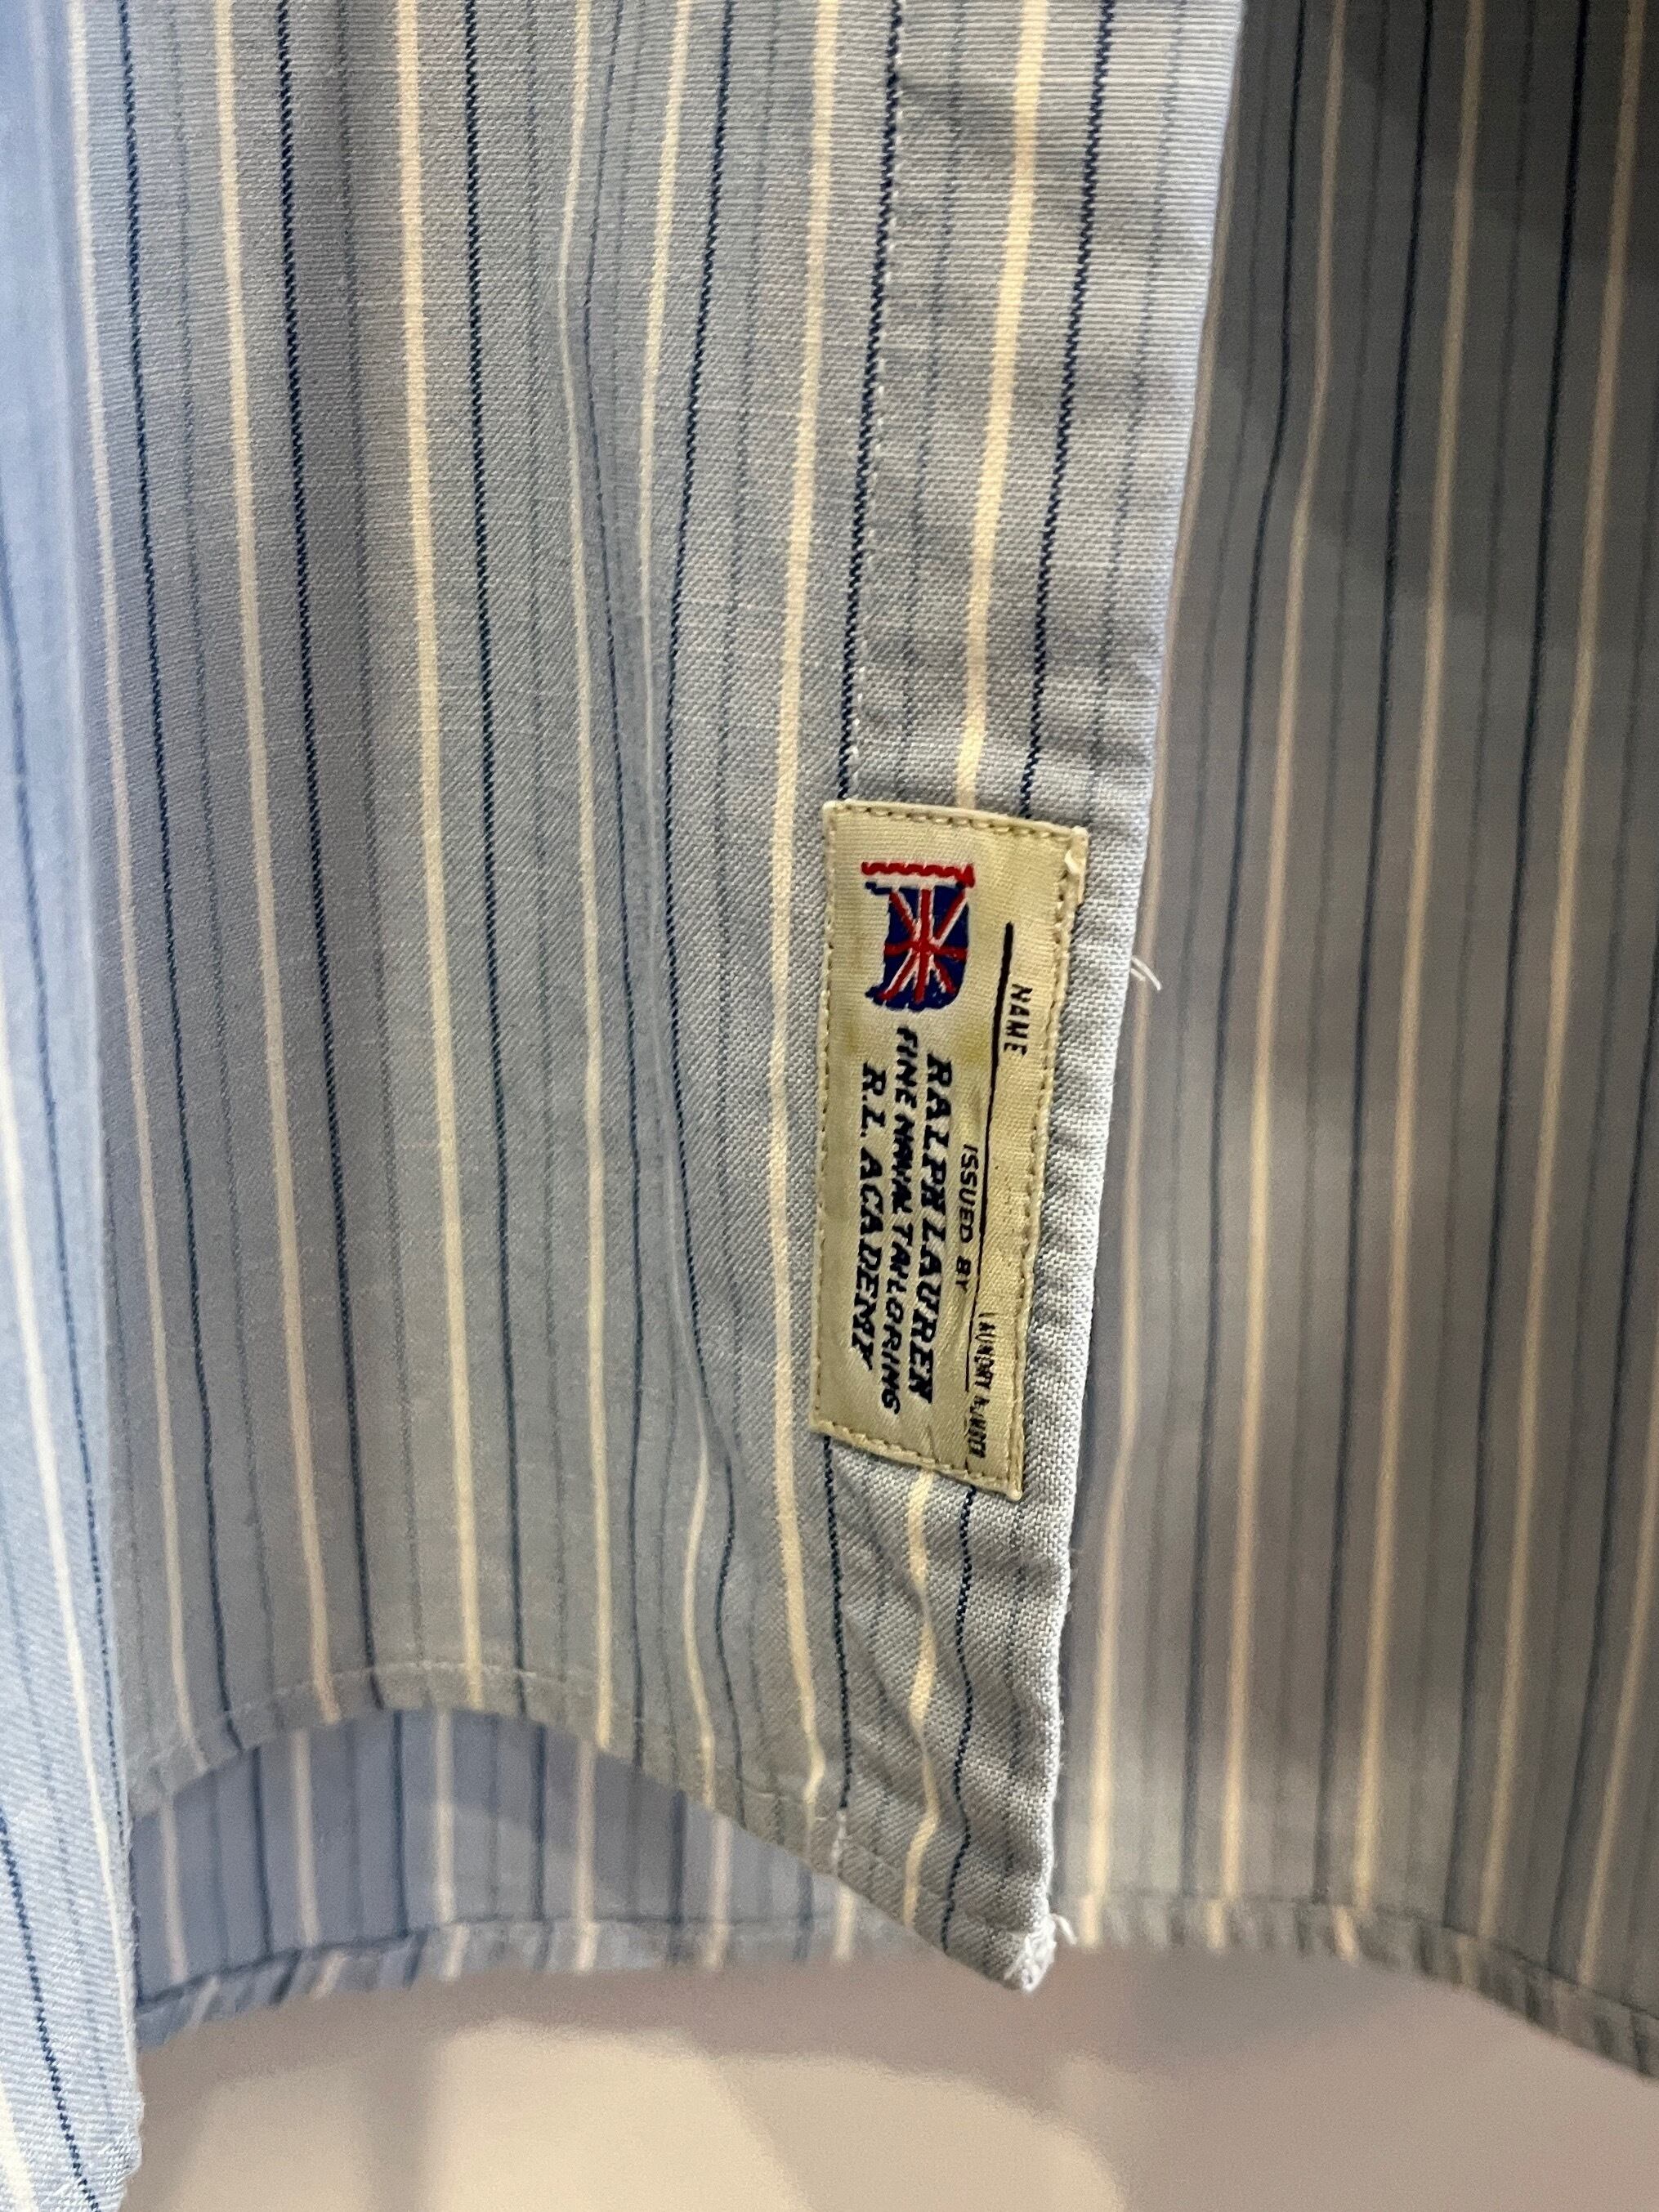 NAME
LAUNDRY NUMBER
ISSUED BY
RALPH LAUREN
FINE NAVAL TAILORING
R.L. ACADEMY